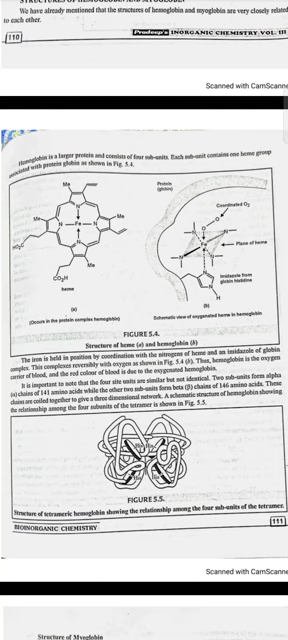 STRUCTURES OF HEMOGLOBIN AND MYOGLOBIN
We have already mentioned that the structures of hemoglobin and myoglobin are very closely related
to each other.
110
Pradeep's INORGANIC CHEMISTRY VOL. III
Scanned with CamScanne
Hemoglobin is a larger protein and consists of four sub-units. Each sub-unit contains one heme group
associated with protein globin as shown in Fig. 5.4.
Me
Me
N
N
Fe
N
N
Me
Me
HO₂C
CO₂H
heme
(a)
(Occurs in the protein complex hemoglobin)
Protein
(globin)
Coordinated O₂
O
O
N
N
Fe
N
N
Plane of heme
N
Imidazole from
globin histidine
N
H
(b)
Schematic view of oxygenated heme in hemoglobin
FIGURE 5.4.
Structure of heme (a) and hemoglobin (b)
The iron is held in position by coordination with the nitrogens of heme and an imidazole of globin
complex. This complexes reversibly with oxygen as shown in Fig. 5.4 (b). Thus, hemoglobin is the oxygen
carrier of blood, and the red colour of blood is due to the oxygenated hemoglobin.
It is important to note that the four site units are similar but not identical. Two sub-units form alpha
(α) chains of 141 amino acids while the other two sub-units form beta (β) chains of 146 amino acids. These
chains are coiled together to give a three dimensional network. A schematic structure of hemoglobin showing
the relationship among the four subunits of the tetramer is shown in Fig. 5.5.
FIGURE 5.5.
Structure of tetrameric hemoglobin showing the relationship among the four sub-units of the tetramer.
BIOINORGANIC CHEMISTRY
111
Scanned with CamScanne
Structure of Myoglobin